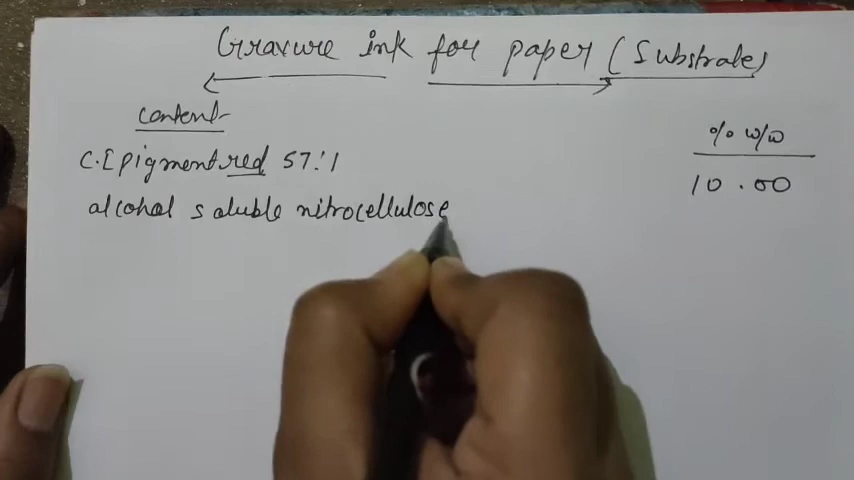 Gravure ink for paper (Substrate)
content
% w/w
C.I pigment red 57:1 10.00
alcohol soluble nitrocellulose